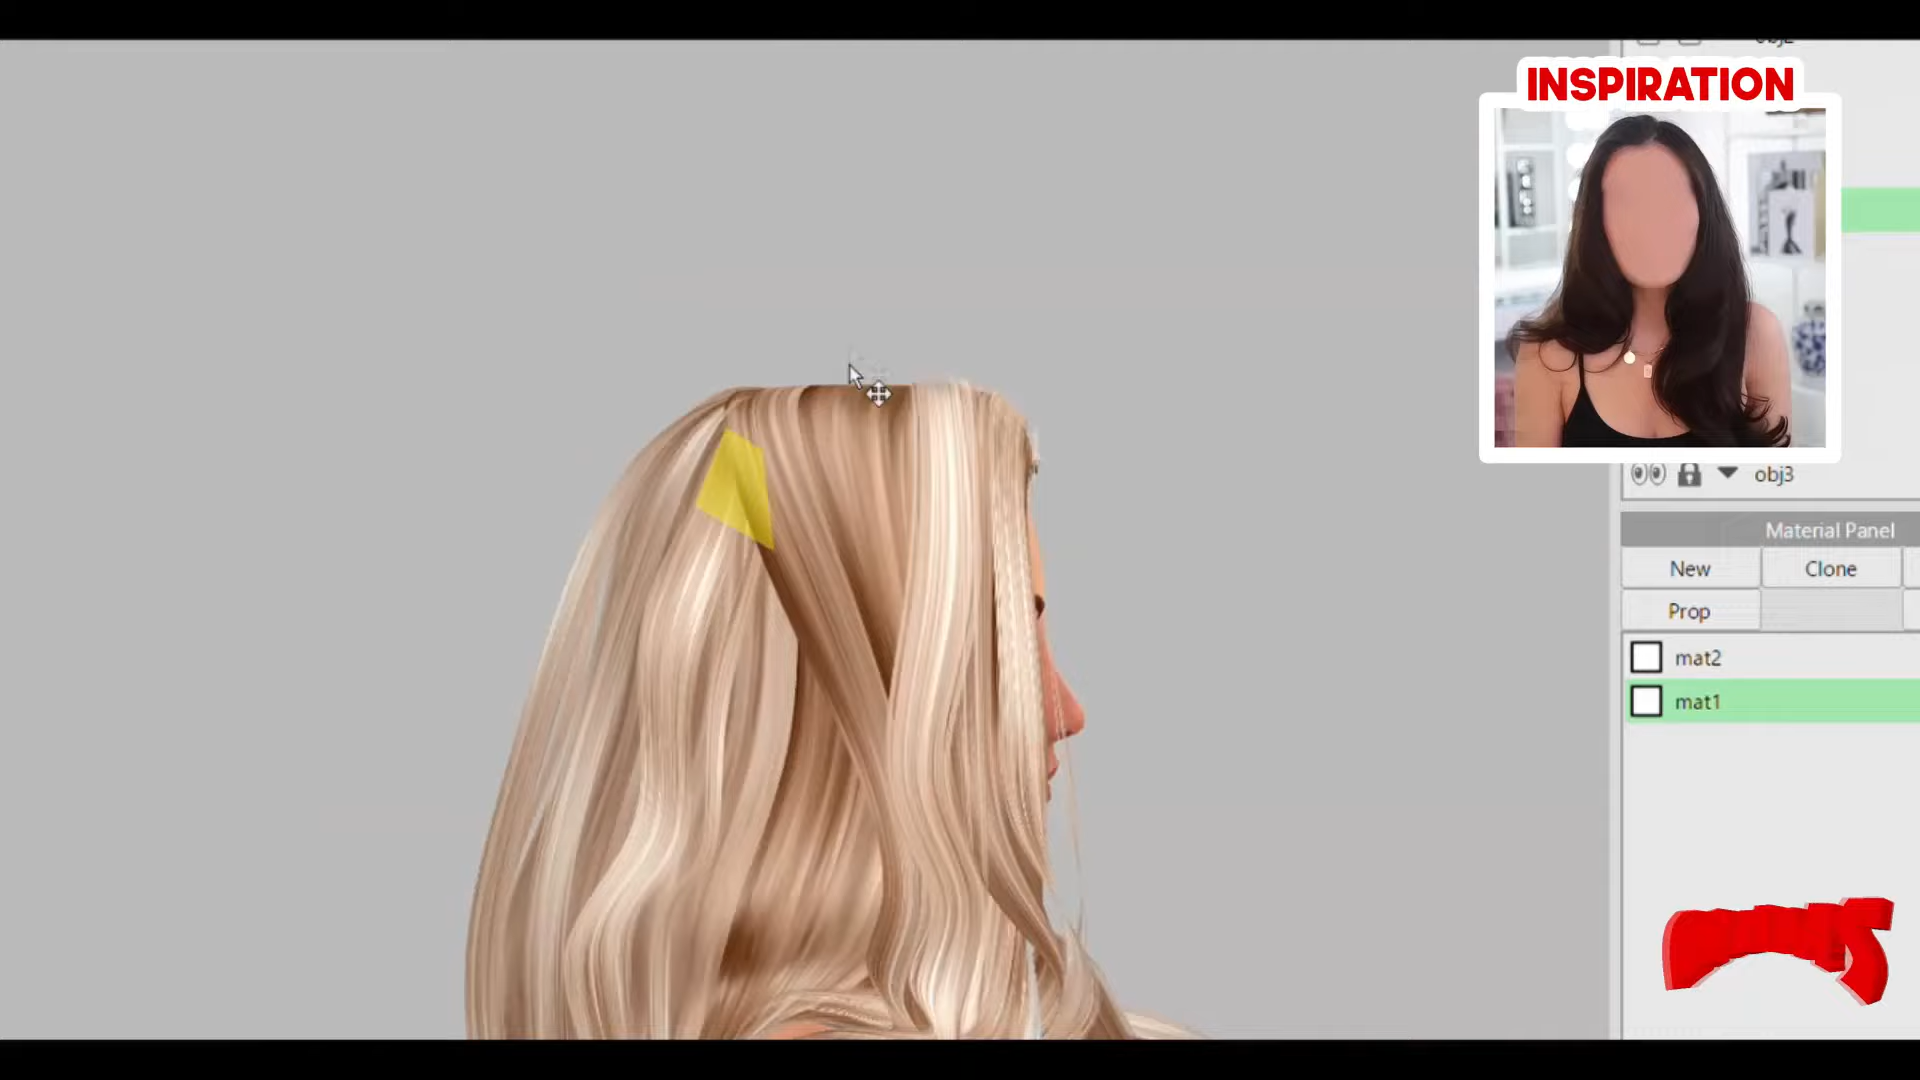 INSPIRATION
obj3
Material Panel
New Clone
Prop
mat2
mat1